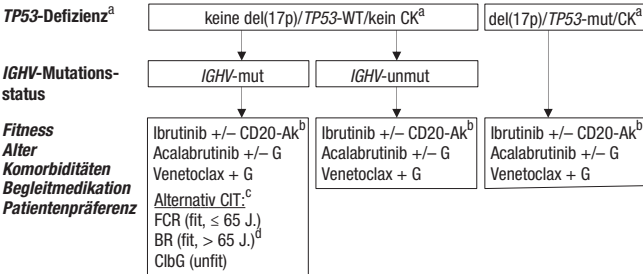 TP53-Defizienz^a
keine del(17p)/TP53-WT/kein CK^a
del(17p)/TP53-mut/CK^a
IGHV-Mutations-
status
IGHV-mut
IGHV-unmut
Fitness
Alter
Komorbiditäten
Begleitmedikation
Patientenpräferenz
Ibrutinib +/– CD20-Ak^b
Acalabrutinib +/– G
Venetoclax + G
Alternativ CIT:^c
FCR (fit, ≤ 65 J.)
BR (fit, > 65 J.)^d
ClbG (unfit)
Ibrutinib +/– CD20-Ak^b
Acalabrutinib +/– G
Venetoclax + G
Ibrutinib +/– CD20-Ak^b
Acalabrutinib +/– G
Venetoclax + G